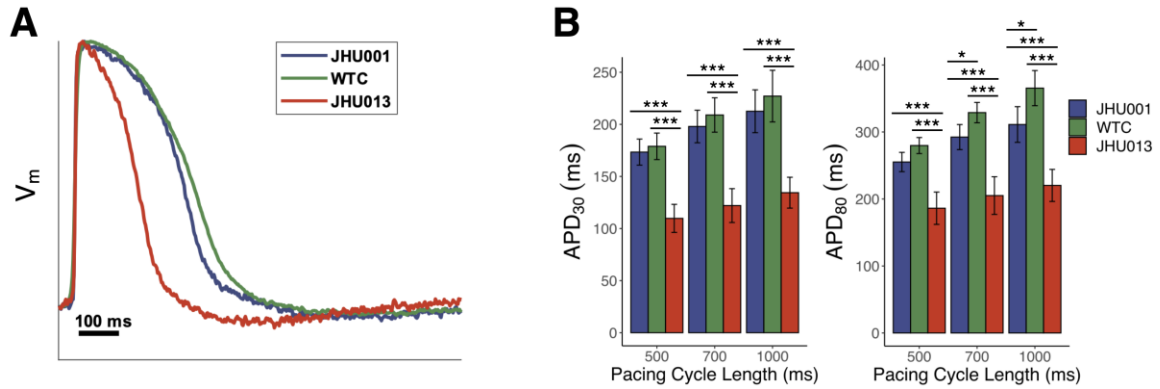 A
JHU001
WTC
JHU013
Vm
100 ms
B
APD30 (ms)
250
200
150
100
50
0
***
***
***
***
***
***
500
700
1000
Pacing Cycle Length (ms)
APD80 (ms)
400
300
200
100
0
***
***
*
***
***
*
***
***
500
700
1000
Pacing Cycle Length (ms)
JHU001
WTC
JHU013